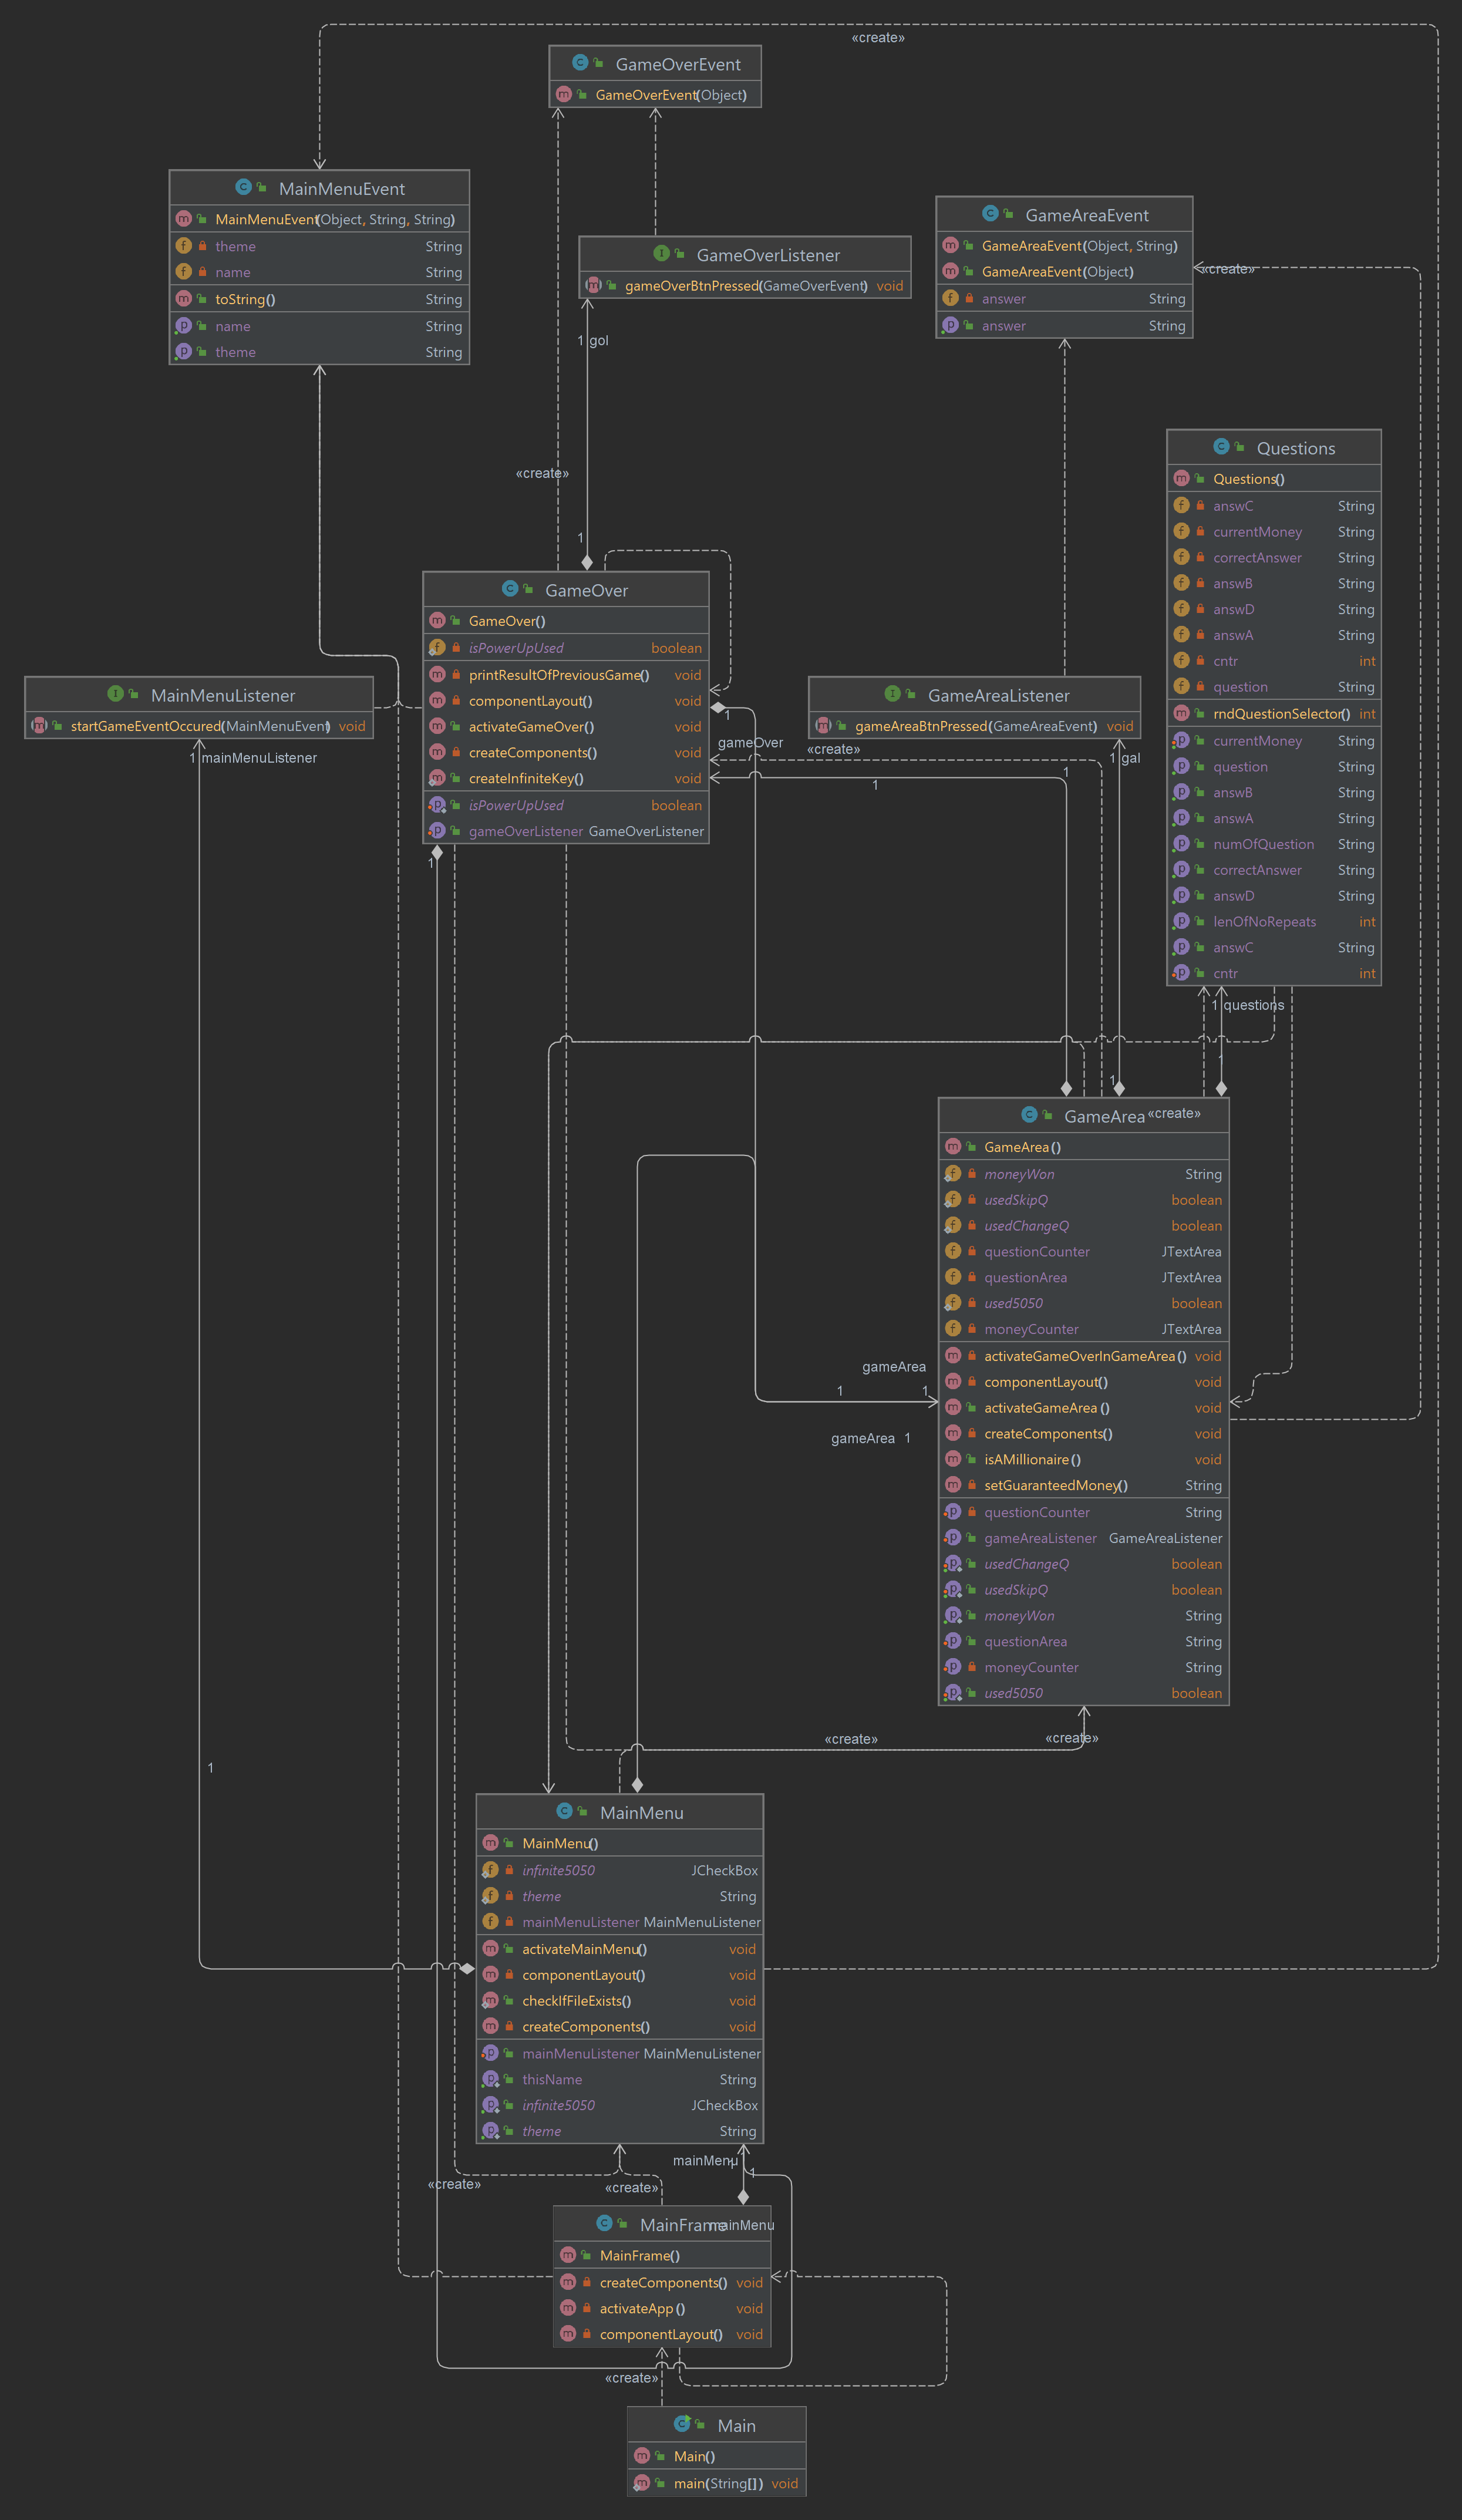 «create»
GameOverEvent
GameOverEvent(Object)
MainMenuEvent
MainMenuEvent(Object, String, String)
theme String
name String
toString() String
name String
theme String
GameOverListener
gameOverBtnPressed(GameOverEvent) void
GameAreaEvent
GameAreaEvent(Object, String)
GameAreaEvent(Object)
answer String
answer String
«create»
1 gol
«create»
1
Questions
Questions()
answC String
currentMoney String
correctAnswer String
answB String
answD String
answA String
cntr int
question String
rndQuestionSelector() int
currentMoney String
question String
answB String
answA String
numOfQuestion String
correctAnswer String
answD String
lenOfNoRepeats int
answC String
cntr int
GameOver
GameOver()
isPowerUpUsed boolean
printResultOfPreviousGame() void
componentLayout() void
activateGameOver() void
createComponents() void
createInfiniteKey() void
isPowerUpUsed boolean
gameOverListener GameOverListener
MainMenuListener
startGameEventOccured(MainMenuEvent) void
1 mainMenuListener
GameAreaListener
gameAreaBtnPressed(GameAreaEvent) void
1
gameOver
«create»
1 gal
1
1
1
1 questions
1
1
GameArea
«create»
GameArea()
moneyWon String
usedSkipQ boolean
usedChangeQ boolean
questionCounter JTextArea
questionArea JTextArea
used5050 boolean
moneyCounter JTextArea
activateGameOverInGameArea() void
componentLayout() void
activateGameArea() void
createComponents() void
isAMillionaire() void
setGuaranteedMoney() String
questionCounter String
gameAreaListener GameAreaListener
usedChangeQ boolean
usedSkipQ boolean
moneyWon String
questionArea String
moneyCounter String
used5050 boolean
gameArea
1 1
gameArea 1
«create»
«create»
1
MainMenu
MainMenu()
infinite5050 JCheckBox
theme String
mainMenuListener MainMenuListener
activateMainMenu() void
componentLayout() void
checkIfFileExists() void
createComponents() void
mainMenuListener MainMenuListener
thisName String
infinite5050 JCheckBox
theme String
mainMenu 1
1
«create»
«create»
MainFrame
mainMenu
MainFrame()
createComponents() void
activateApp() void
componentLayout() void
«create»
Main
Main()
main(String[]) void